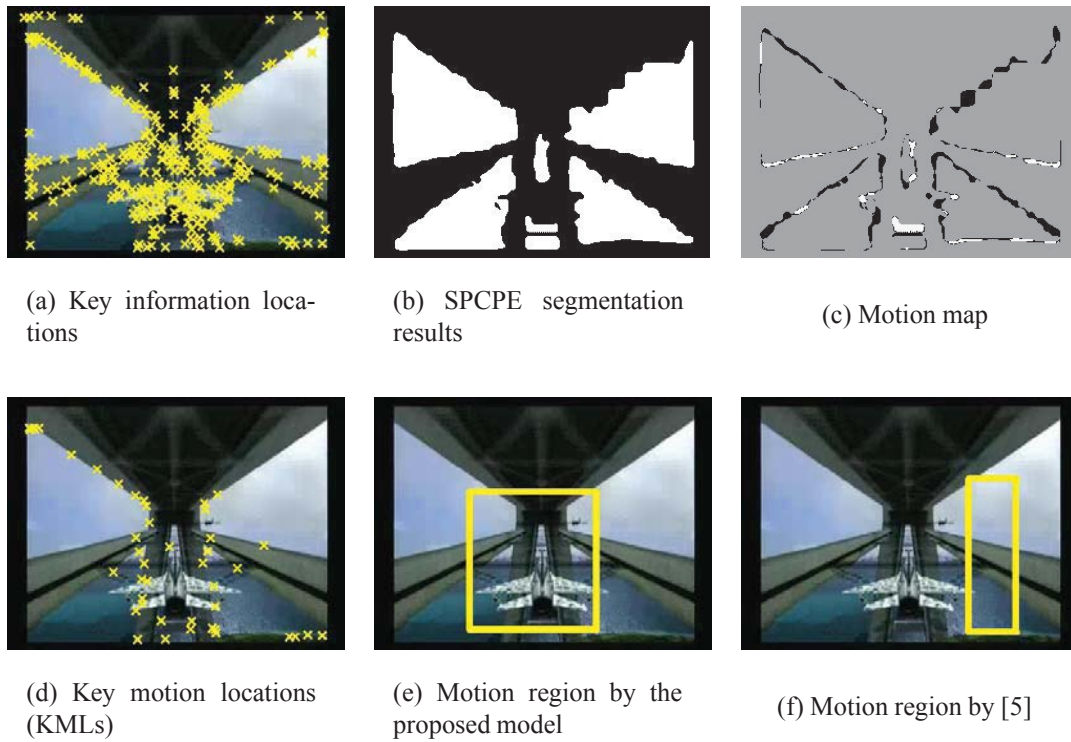 (a) Key information loca-
tions
(b) SPCPE segmentation
results
(c) Motion map
(d) Key motion locations
(KMLs)
(e) Motion region by the
proposed model
(f) Motion region by [5]